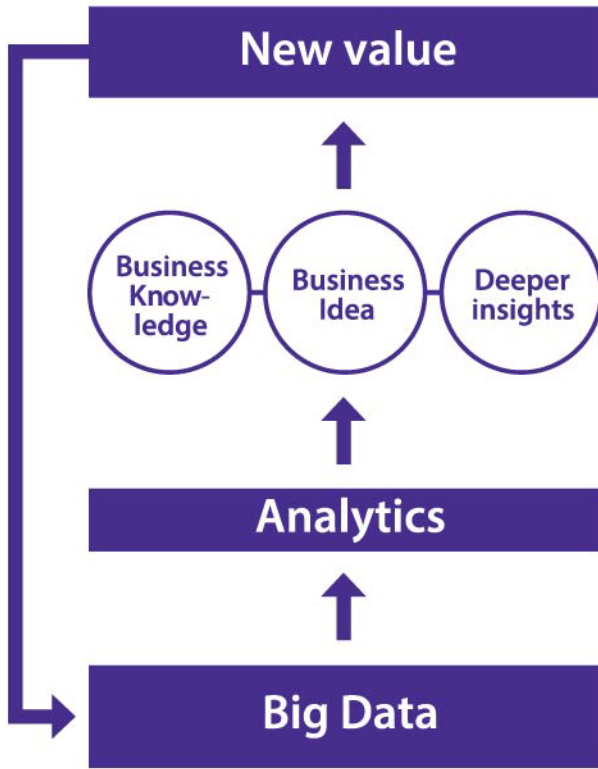 New value
Business
Know-
ledge
Business
Idea
Deeper
insights
Analytics
Big Data